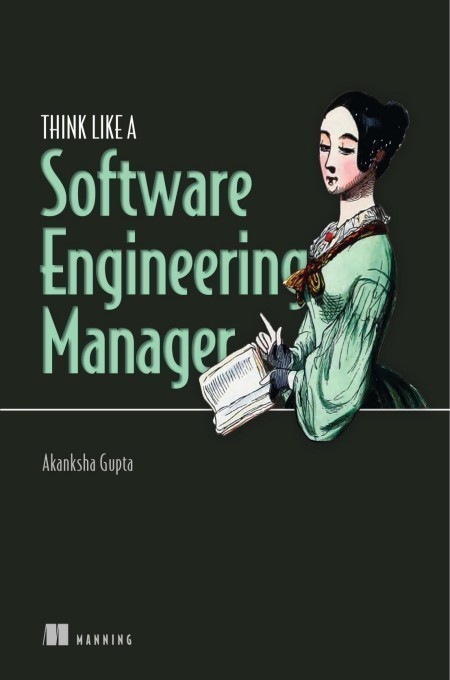 THINK LIKE A
Software
Engineering
Manager
Akanksha Gupta
MANNING